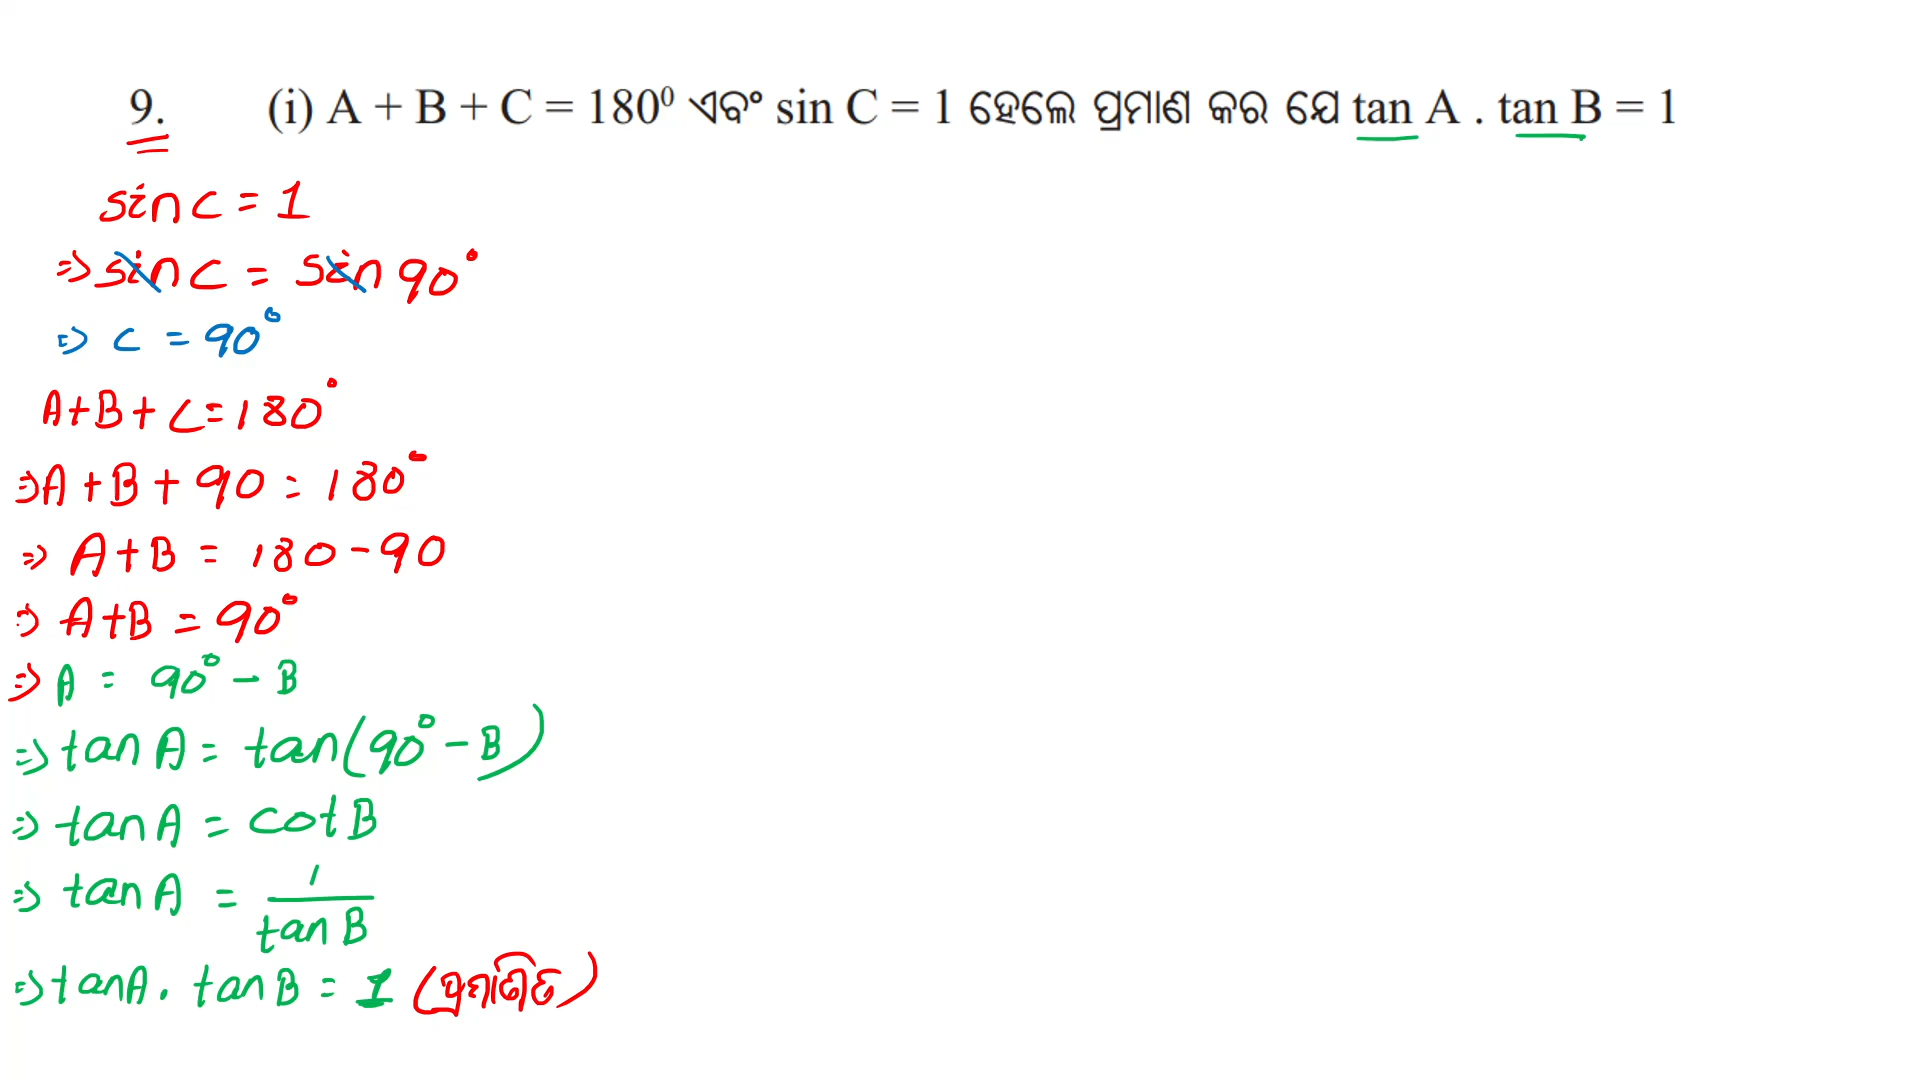 9. (i) A + B + C = 180⁰ ଏବଂ sin C = 1 ହେଲେ ପ୍ରମାଣ କର ଯେ tan A . tan B = 1
sin C = 1
⇒ sin C = sin 90°
⇒ C = 90°
A+B+C=180°
⇒A+B+90=180°
⇒ A+B = 180-90
⇒ A+B = 90°
⇒ A = 90° - B
⇒ tan A = tan(90° - B)
⇒ tan A = cot B
⇒ tan A = 1/tan B
⇒ tan A . tan B = 1 (ପ୍ରମାଣିତ)